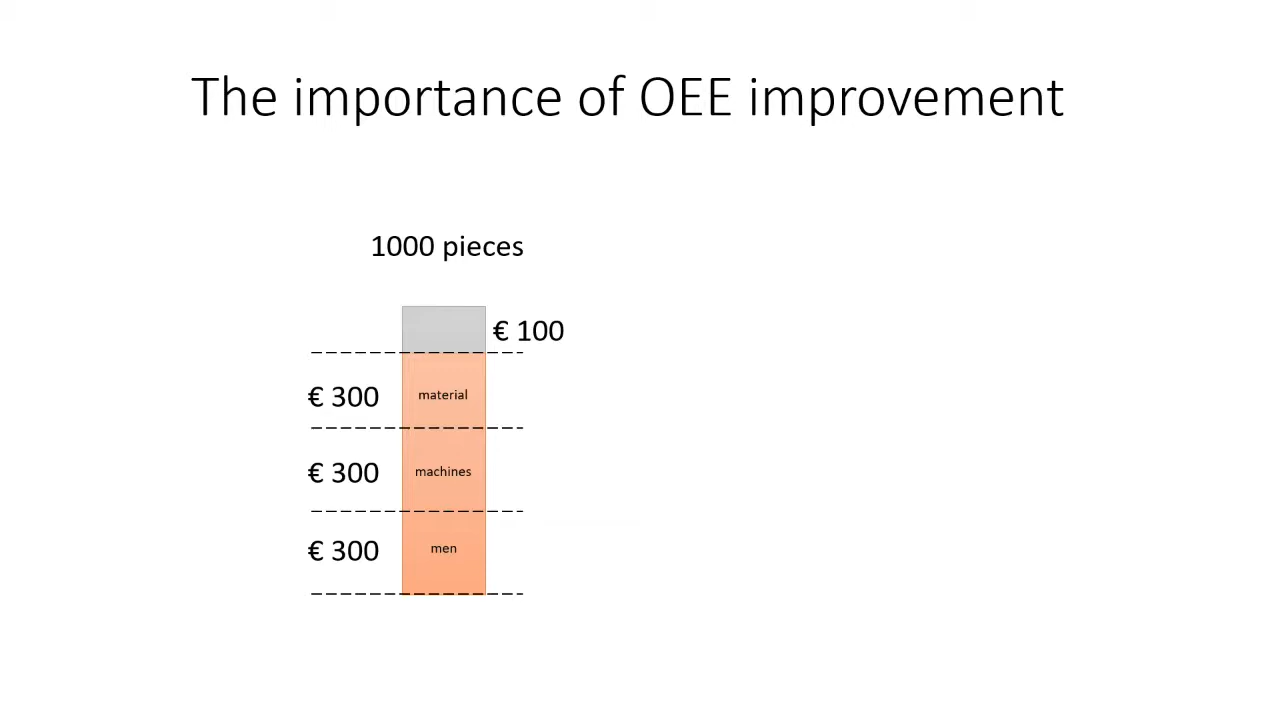 The importance of OEE improvement
1000 pieces
€ 100
€ 300 material
€ 300 machines
€ 300 men